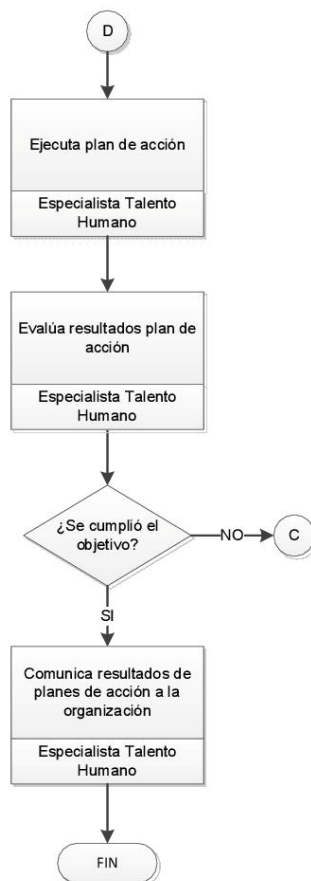 D
Ejecuta plan de acción
Especialista Talento
Humano
Evalúa resultados plan de
acción
Especialista Talento
Humano
¿Se cumplió el
objetivo?
NO
C
SI
Comunica resultados de
planes de acción a la
organización
Especialista Talento
Humano
FIN